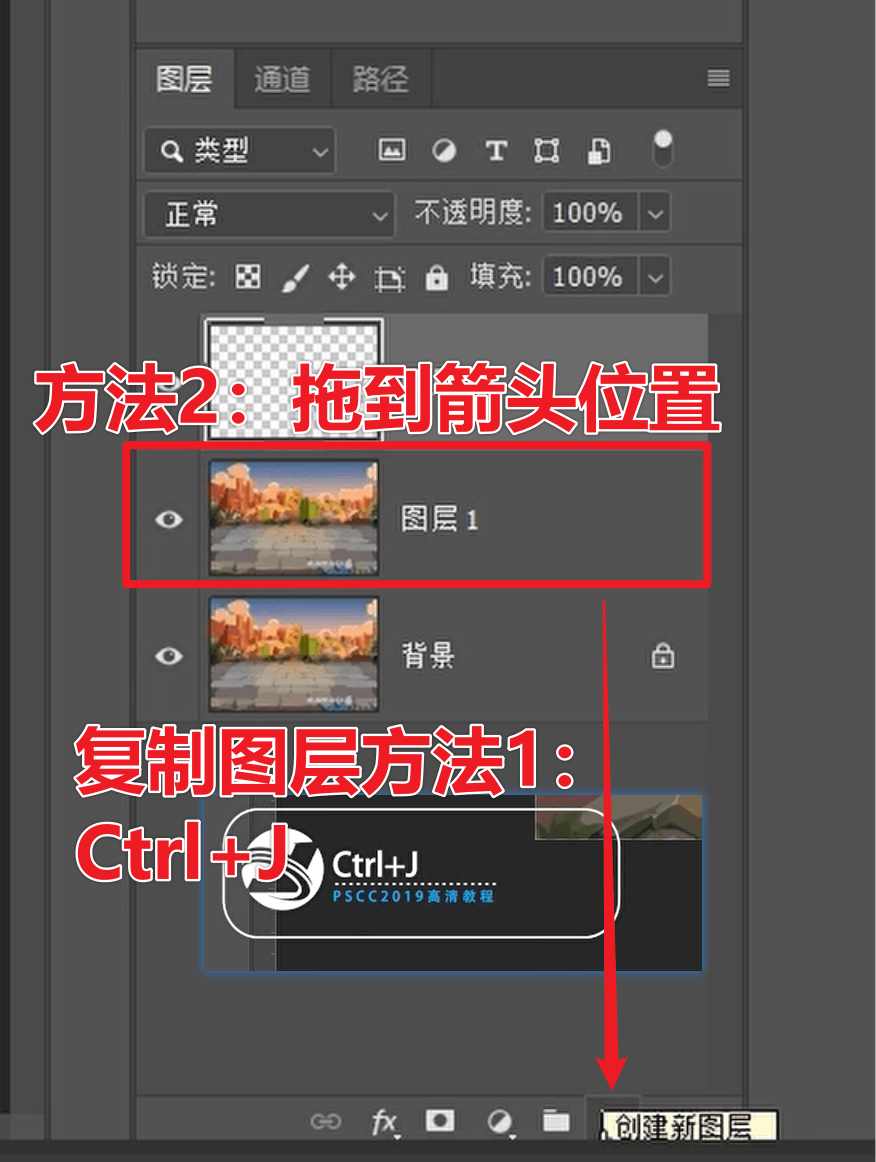 图层 通道 路径
类型 T
正常 不透明度: 100%
锁定: 填充: 100%
方法2：拖到箭头位置
图层 1
背景
复制图层方法1：
Ctrl+J
Ctrl+J
PSCC2019高清教程
fx 创建新图层